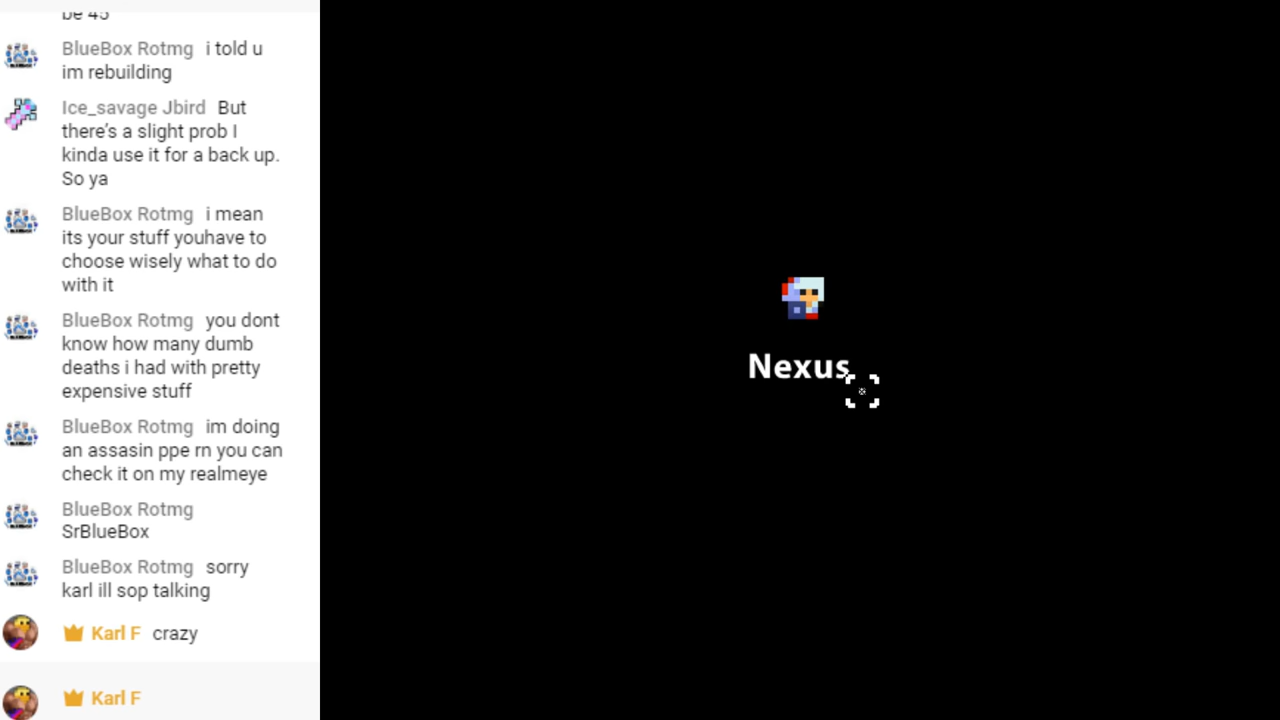 be 45
BlueBox Rotmg i told u
im rebuilding
Ice_savage Jbird But
there's a slight prob I
kinda use it for a back up.
So ya
BlueBox Rotmg i mean
its your stuff youhave to
choose wisely what to do
with it
BlueBox Rotmg you dont
know how many dumb
deaths i had with pretty
expensive stuff
BlueBox Rotmg im doing
an assasin ppe rn you can
check it on my realmeye
BlueBox Rotmg
SrBlueBox
BlueBox Rotmg sorry
karl ill sop talking
Karl F crazy
Karl F
Nexus